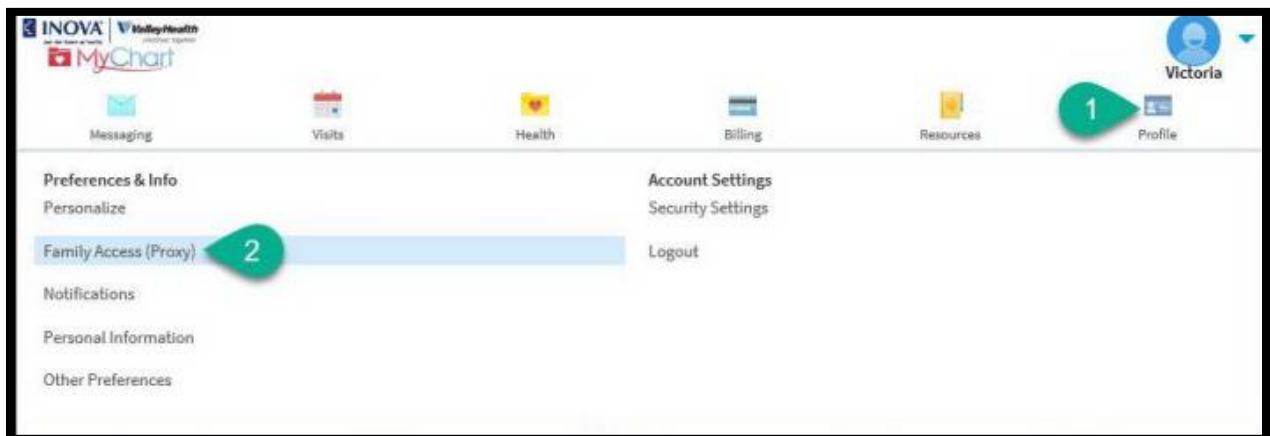 INOVA ValleyHealth
MyChart
Victoria
Messaging Visits Health Billing Resources 1 Profile
Preferences & Info Account Settings
Personalize Security Settings
Family Access (Proxy) 2 Logout
Notifications
Personal Information
Other Preferences